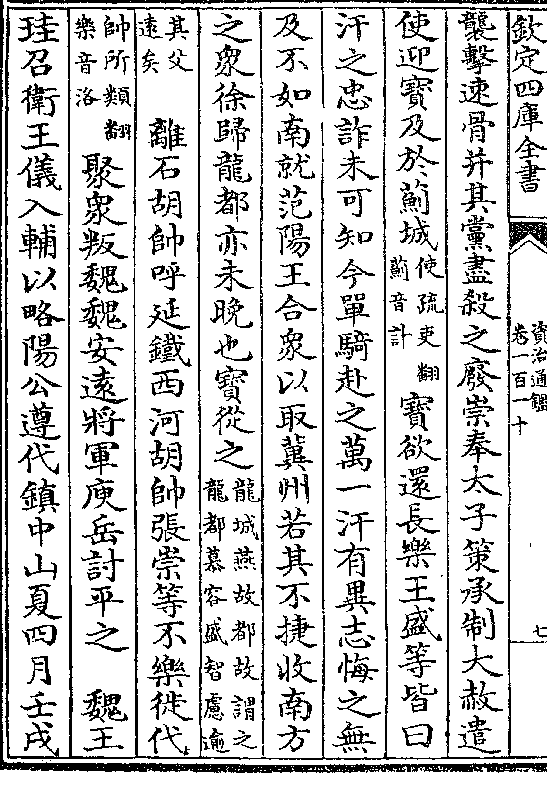 欽定四庫全書
資治通鑑
卷一百一十
七
襲擊速骨并其黨盡殺之廢崇奉太子策承制大赦遣
使迎寳及於薊城使疏吏翻薊音計寳欲還長樂王盛等皆曰
汗之忠詐未可知今單騎赴之萬一汗有異志悔之無
及不如南就范陽王合衆以取冀州若其不捷收南方
之衆徐歸龍都亦未晚也寳從之龍城燕故都故謂之龍都慕容盛智慮逾
其父遠矣離石胡帥呼延鐵西河胡帥張崇等不樂徙代
帥所類翻樂音洛聚衆叛魏魏安遠將軍庾岳討平之　魏王
珪召衛王儀入輔以略陽公遵代鎮中山夏四月壬戌